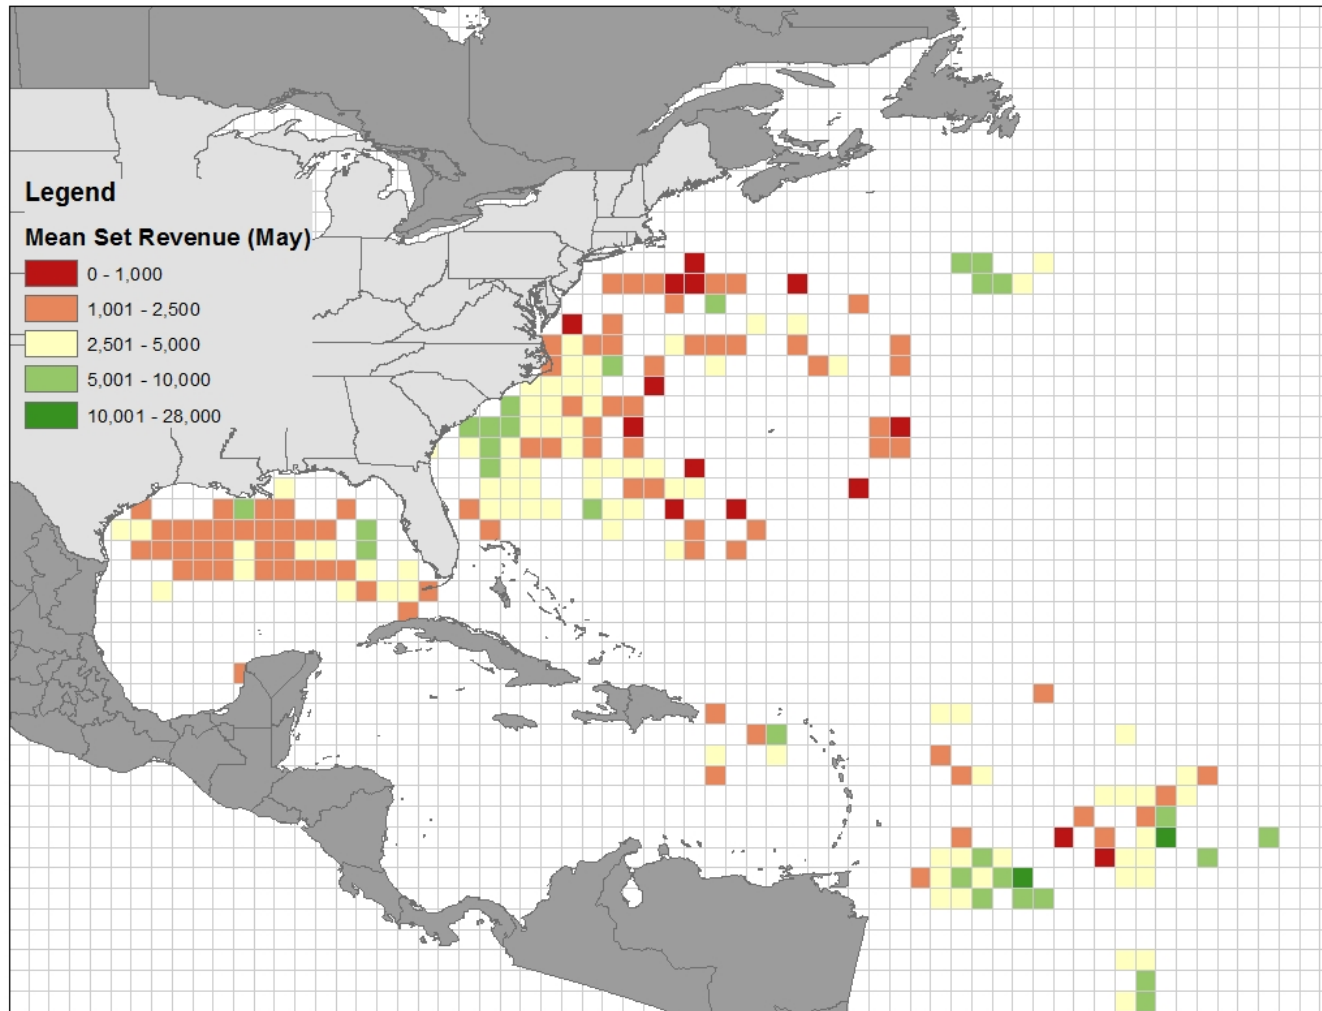 Legend
Mean Set Revenue (May)
0 - 1,000
1,001 - 2,500
2,501 - 5,000
5,001 - 10,000
10,001 - 28,000